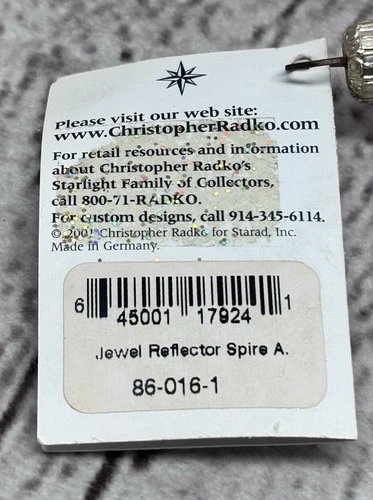 Please visit our web site:
www.ChristopherRadko.com
For retail resources and information
about Christopher Radko's
Starlight Family of Collectors,
call 800-71-RADKO.
For custom designs, call 914-345-6114.
© 2001 Christopher Radko for Starad, Inc.
Made in Germany.
6 45001 17924 1
Jewel Reflector Spire A.
86-016-1